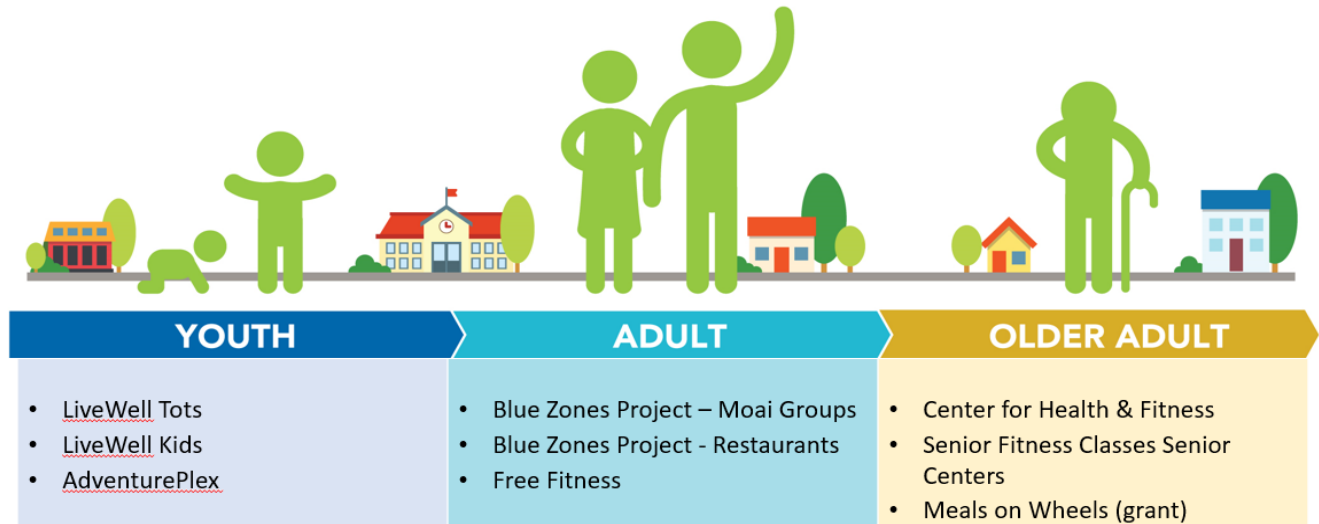 YOUTH
ADULT
OLDER ADULT
• LiveWell Tots
• LiveWell Kids
• AdventurePlex
• Blue Zones Project – Moai Groups
• Blue Zones Project - Restaurants
• Free Fitness
• Center for Health & Fitness
• Senior Fitness Classes Senior
Centers
• Meals on Wheels (grant)